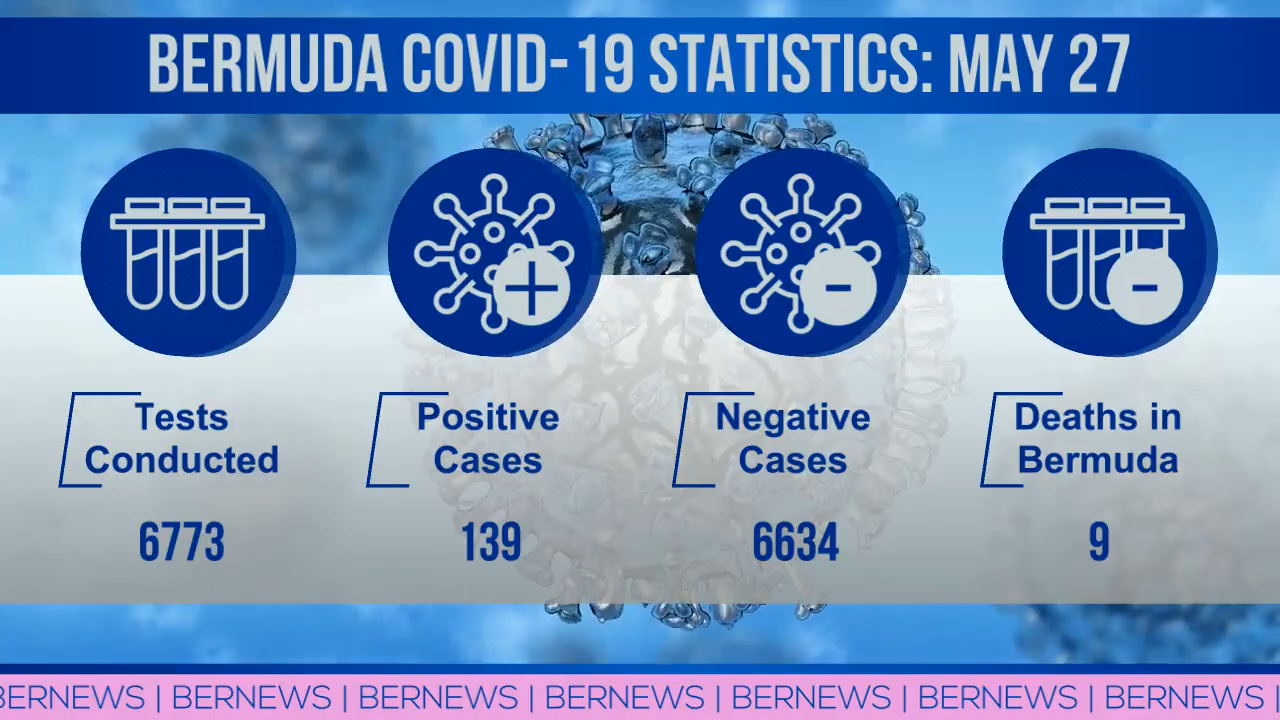 BERMUDA COVID-19 STATISTICS: MAY 27
Tests
Conducted
6773
Positive
Cases
139
Negative
Cases
6634
Deaths in
Bermuda
9
BERNEWS | BERNEWS | BERNEWS | BERNEWS | BERNEWS | BERNEWS | BERNEWS |